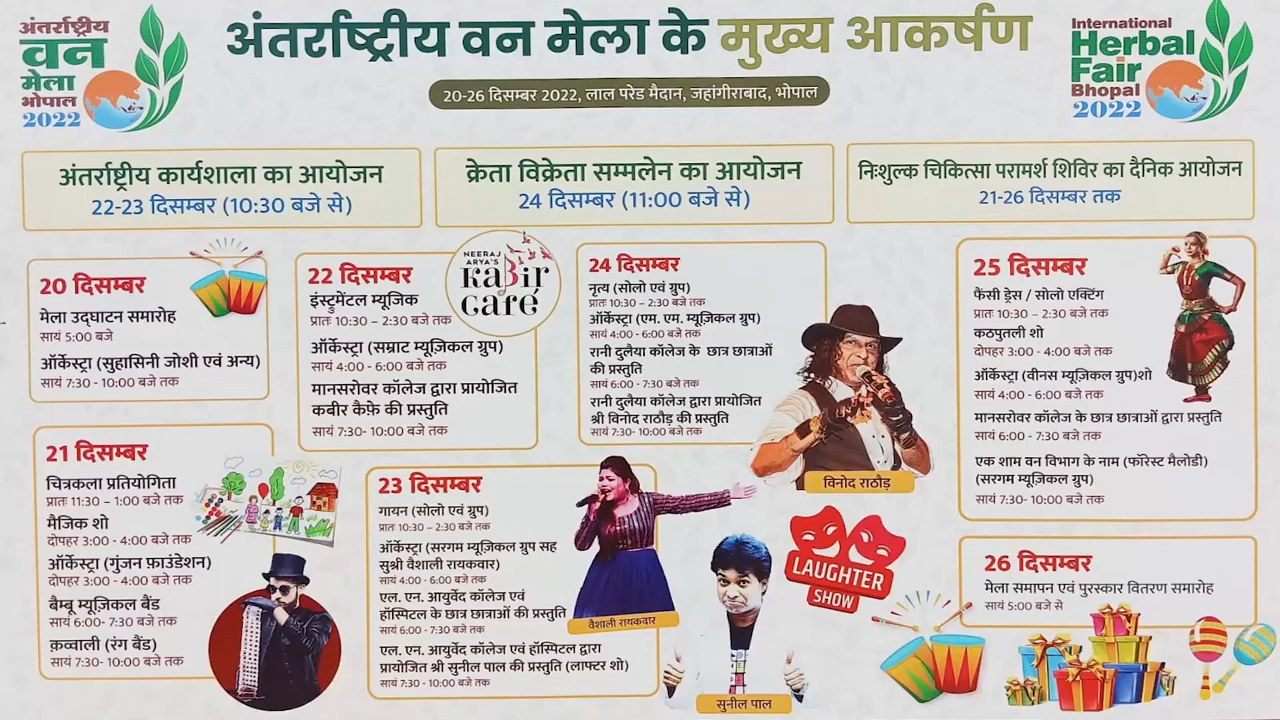 अंतर्राष्ट्रीय
वन
मेला
भोपाल
2022
अंतर्राष्ट्रीय वन मेला के मुख्य आकर्षण
20-26 दिसम्बर 2022, लाल परेड मैदान, जहांगीराबाद, भोपाल
International
Herbal
Fair
Bhopal
2022
अंतर्राष्ट्रीय कार्यशाला का आयोजन
22-23 दिसम्बर (10:30 बजे से)
क्रेता विक्रेता सम्मलेन का आयोजन
24 दिसम्बर (11:00 बजे से)
निःशुल्क चिकित्सा परामर्श शिविर का दैनिक आयोजन
21-26 दिसम्बर तक
20 दिसम्बर
मेला उद्घाटन समारोह
सायं 5:00 बजे
ऑर्केस्ट्रा (सुहासिनी जोशी एवं अन्य)
सायं 7:30 - 10:00 बजे तक
21 दिसम्बर
चित्रकला प्रतियोगिता
प्रातः 11:30 – 1:00 बजे तक
मैजिक शो
दोपहर 3:00 - 4:00 बजे तक
ऑर्केस्ट्रा (गुंजन फ़ाउंडेशन)
दोपहर 3:00 - 4:00 बजे तक
बैम्बू म्यूज़िकल बैंड
सायं 6:00- 7:30 बजे तक
क़व्वाली (रंग बैंड)
सायं 7:30- 10:00 बजे तक
22 दिसम्बर
इंस्ट्रुमेंटल म्यूजिक
प्रातः 10:30 – 2:30 बजे तक
ऑर्केस्ट्रा (सम्राट म्यूज़िकल ग्रुप)
सायं 4:00 - 6:00 बजे तक
मानसरोवर कॉलेज द्वारा प्रायोजित
कबीर कैफ़े की प्रस्तुति
सायं 7:30- 10:00 बजे तक
NEERAJ
ARYA'S
KaBir
café
23 दिसम्बर
गायन (सोलो एवं ग्रुप)
प्रातः 10:30 – 2:30 बजे तक
ऑर्केस्ट्रा (सरगम म्यूज़िकल ग्रुप सह
सुश्री वैशाली रायकवार)
सायं 4:00 - 6:00 बजे तक
एल. एन. आयुर्वेद कॉलेज एवं
हॉस्पिटल के छात्र छात्राओं की प्रस्तुति
सायं 6:00 - 7:30 बजे तक
एल. एन. आयुर्वेद कॉलेज एवं हॉस्पिटल द्वारा
प्रायोजित श्री सुनील पाल की प्रस्तुति (लाफ्टर शो)
सायं 7:30 - 10:00 बजे तक
वैशाली रायकवार
24 दिसम्बर
नृत्य (सोलो एवं ग्रुप)
प्रातः 10:30 – 2:30 बजे तक
ऑर्केस्ट्रा (एम. एम. म्यूज़िकल ग्रुप)
सायं 4:00 - 6:00 बजे तक
रानी दुलैया कॉलेज के छात्र छात्राओं
की प्रस्तुति
सायं 6:00 - 7:30 बजे तक
रानी दुलैया कॉलेज द्वारा प्रायोजित
श्री विनोद राठौड़ की प्रस्तुति
सायं 7:30- 10:00 बजे तक
विनोद राठौड़
LAUGHTER
SHOW
सुनील पाल
25 दिसम्बर
फैंसी ड्रेस / सोलो एक्टिंग
प्रातः 10:30 – 2:30 बजे तक
कठपुतली शो
दोपहर 3:00 - 04:00 बजे तक
ऑर्केस्ट्रा (वीनस म्यूज़िकल ग्रुप)शो
सायं 4:00 - 6:00 बजे तक
मानसरोवर कॉलेज के छात्र छात्राओं द्वारा प्रस्तुति
सायं 6:00 - 7:30 बजे तक
एक शाम वन विभाग के नाम (फॉरेस्ट मैलोडी)
(सरगम म्यूज़िकल ग्रुप)
सायं 7:30- 10:00 बजे तक
26 दिसम्बर
मेला समापन एवं पुरस्कार वितरण समारोह
सायं 5:00 बजे से